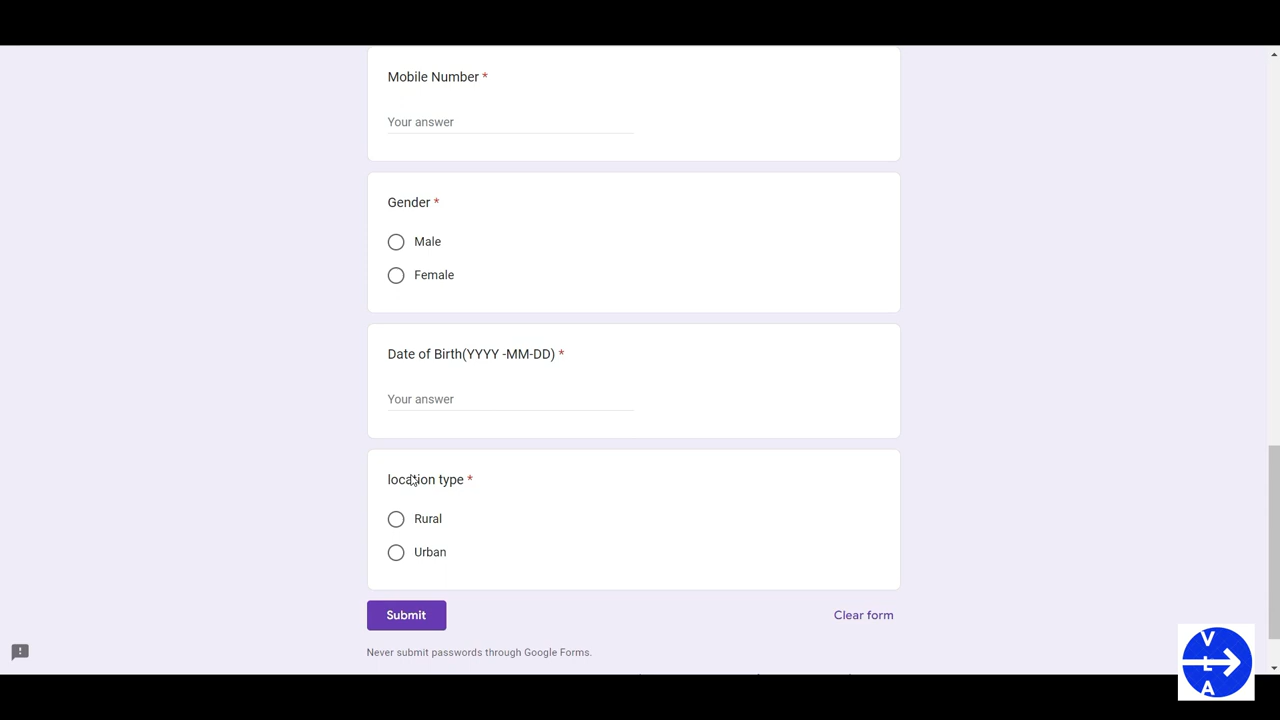 Mobile Number *
Your answer
Gender *
Male
Female
Date of Birth(YYYY -MM-DD) *
Your answer
location type *
Rural
Urban
Submit
Clear form
Never submit passwords through Google Forms.
V
L
A